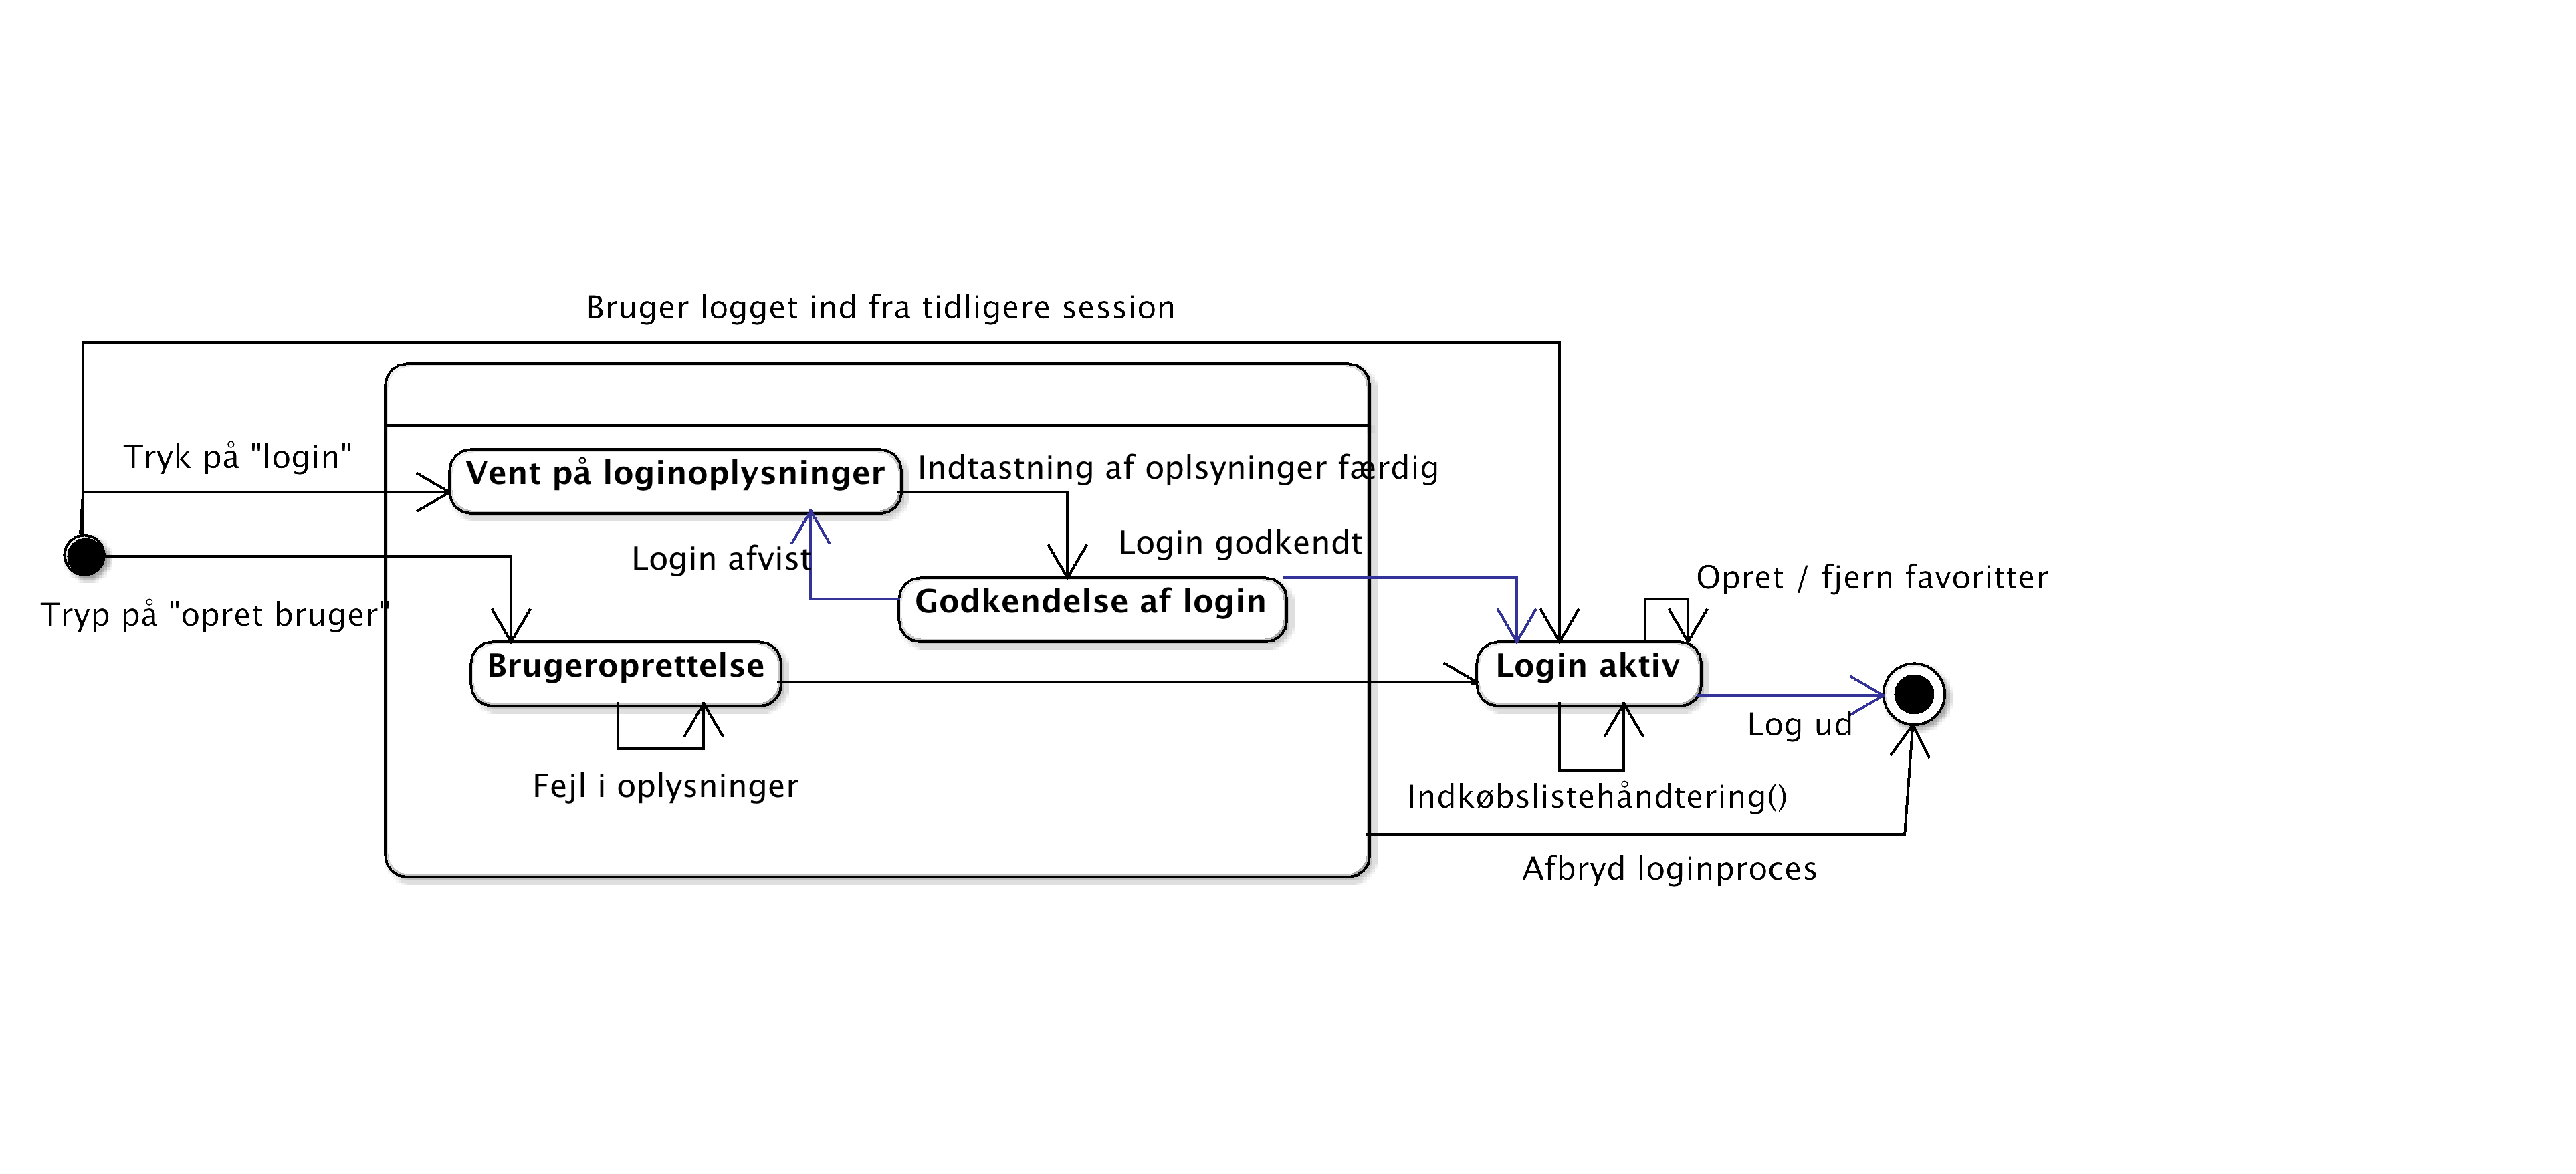 Bruger logget ind fra tidligere session
Tryk på "login"
Vent på loginoplysninger
Indtastning af oplsyninger færdig
Login afvist
Login godkendt
Opret / fjern favoritter
Godkendelse af login
Tryp på "opret bruger"
Brugeroprettelse
Login aktiv
Log ud
Fejl i oplysninger
Indkøbslistehåndtering()
Afbryd loginproces